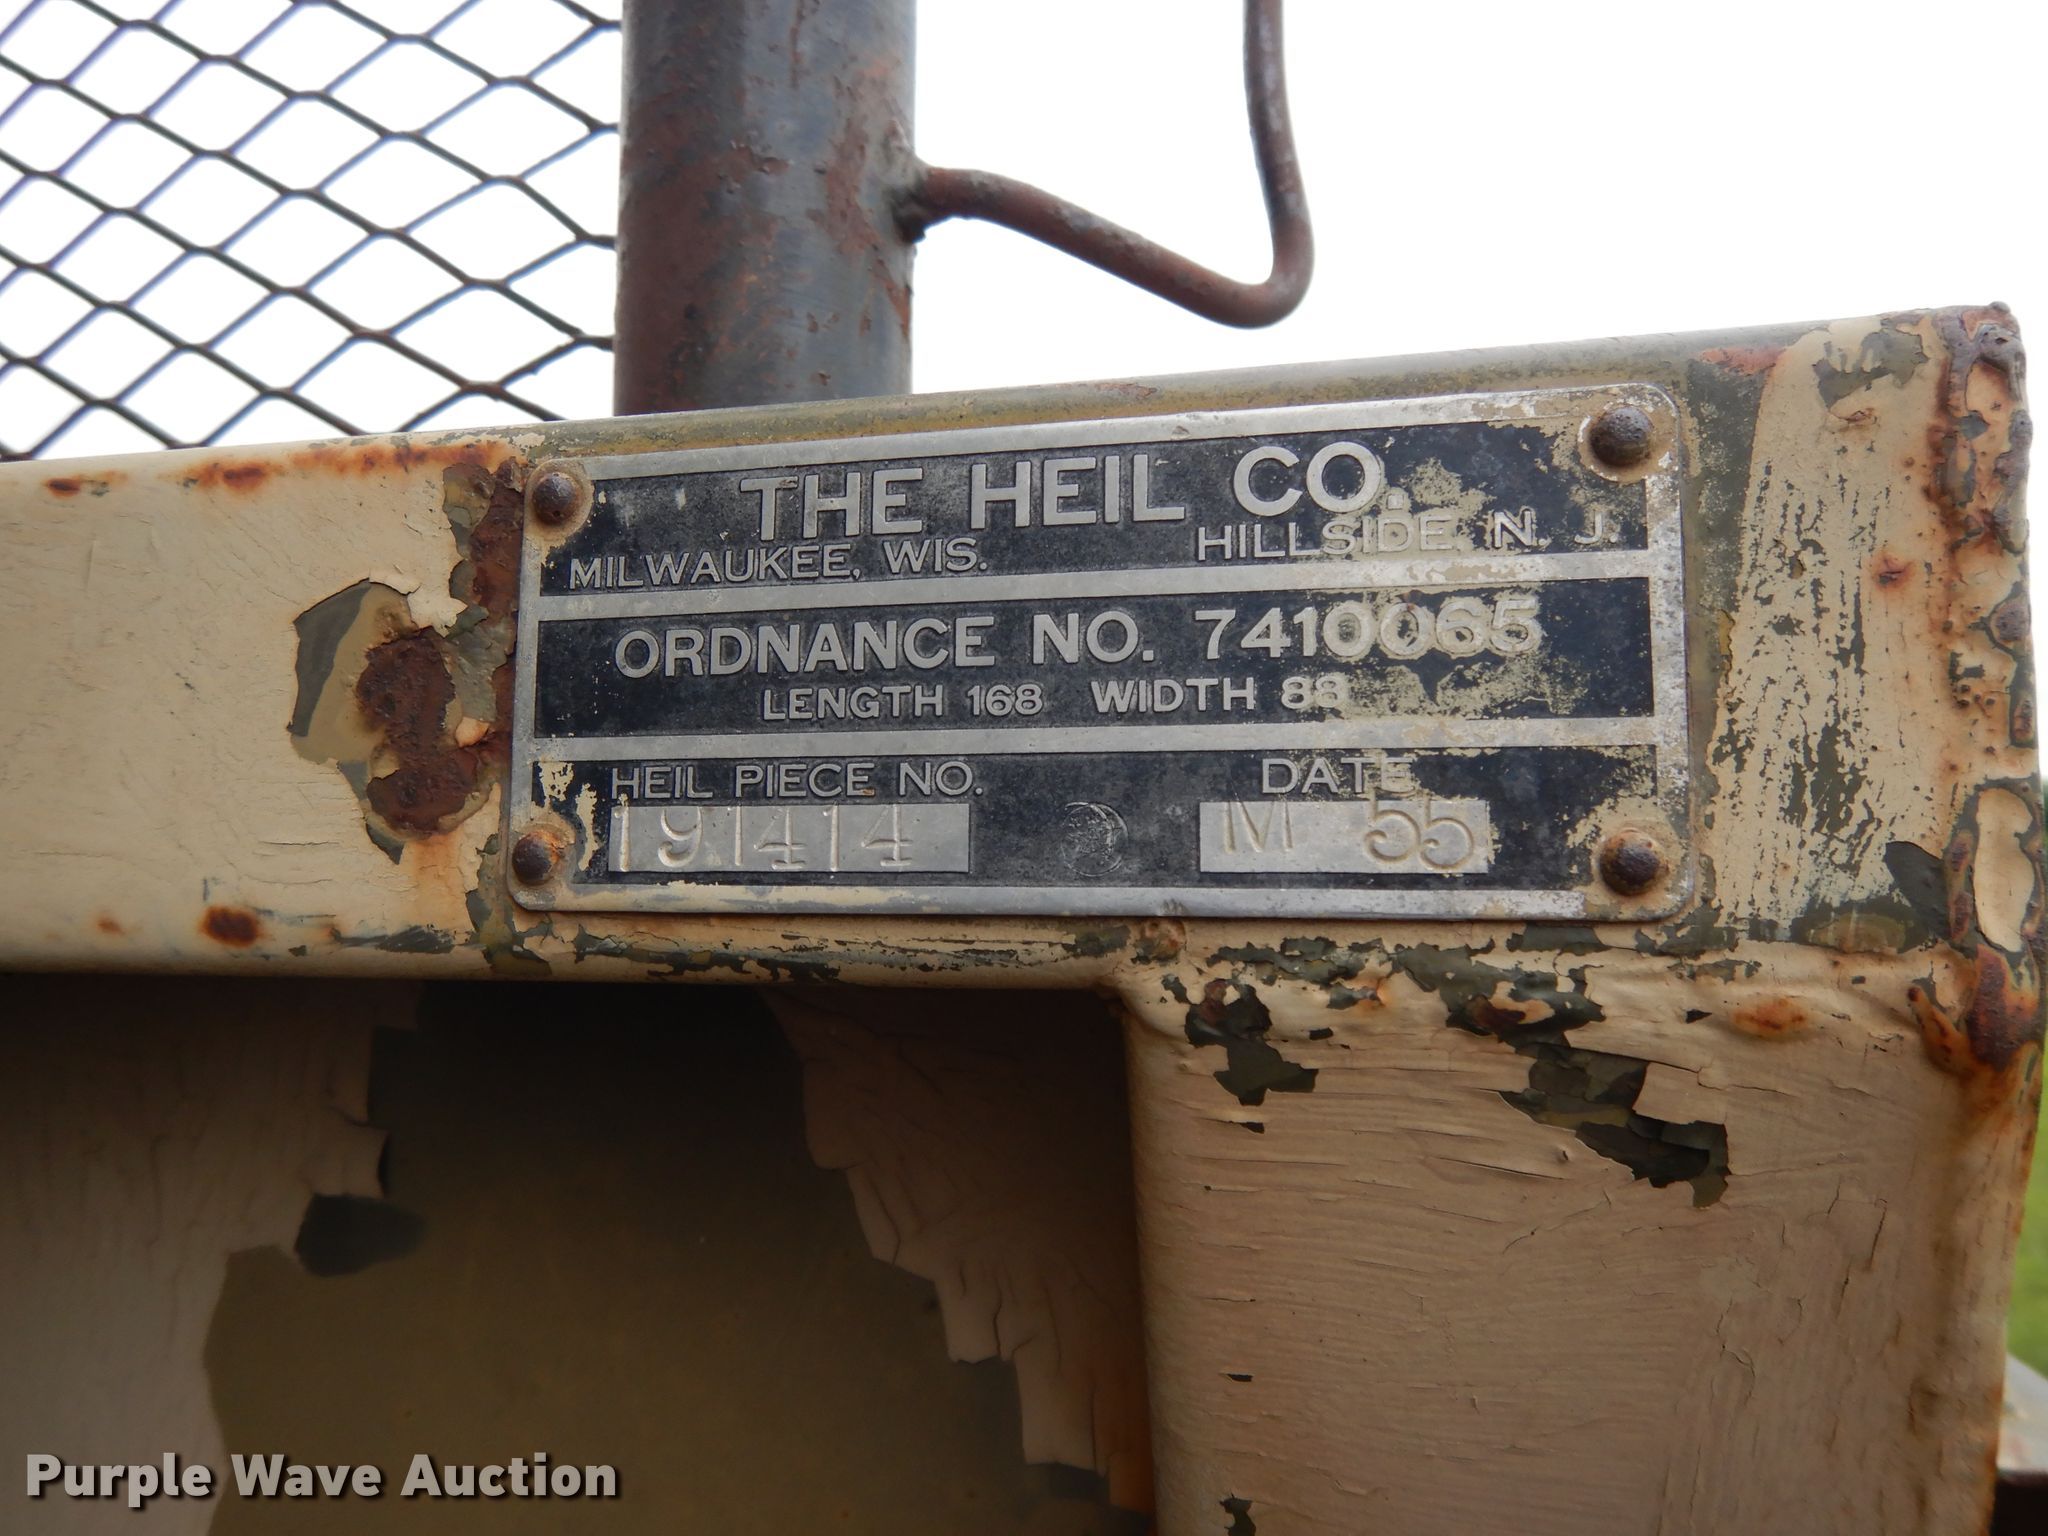 THE HEIL CO.
MILWAUKEE, WIS. HILLSIDE, N. J.
ORDNANCE NO. 7410065
LENGTH 168 WIDTH 88
HEIL PIECE NO. DATE
191414 M 55
Purple Wave Auction